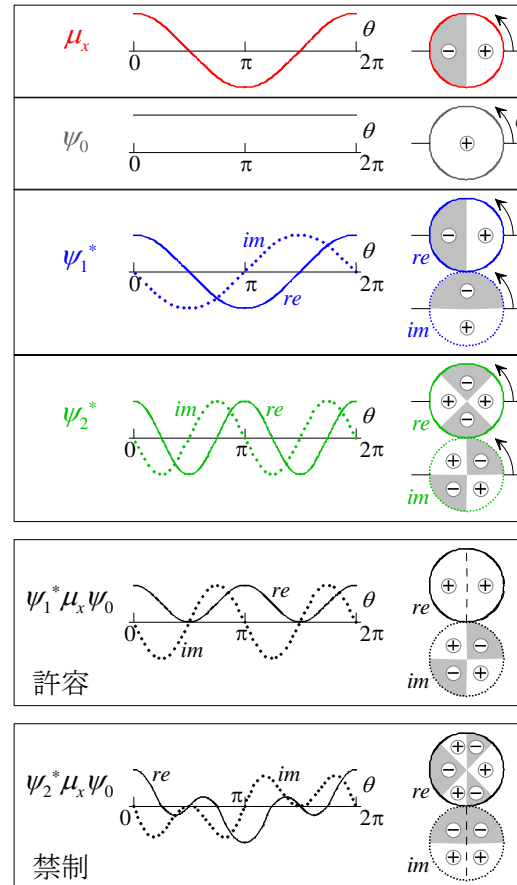 μx
0 π 2π θ
− +
ψ0
0 π 2π θ
+
ψ1*
im
re
0 π 2π θ
− +
re
−
+
im
ψ2*
im re
0 π 2π θ
−
+ +
−
re
+ −
− +
im
ψ1*μxψ0
re
im
0 π 2π θ
+ +
re
+ −
− +
im
許容
ψ2*μxψ0
re im
0 π 2π θ
+ −
− +
+ −
re
− −
+ +
im
禁制